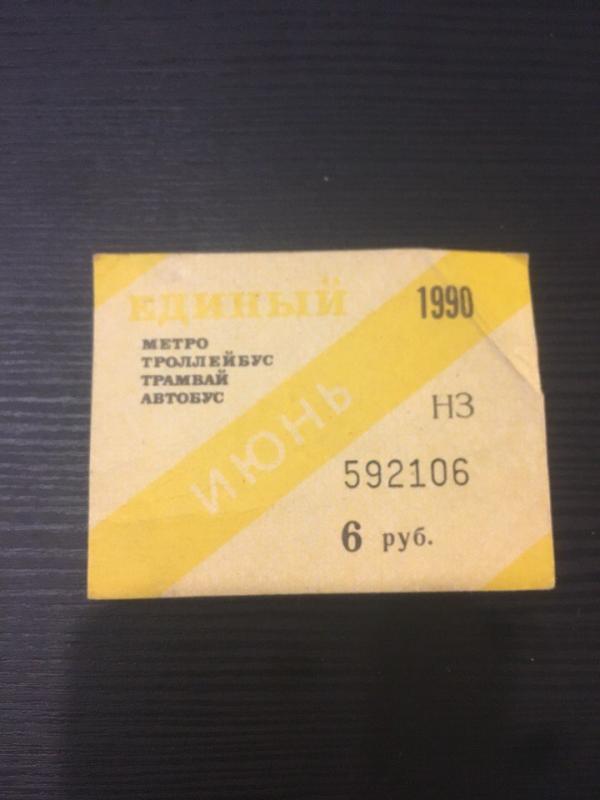 ЕДИНЫЙ 1990
МЕТРО
ТРОЛЛЕЙБУС
ТРАМВАЙ
АВТОБУС
ИЮНЬ
НЗ
592106
6 руб.